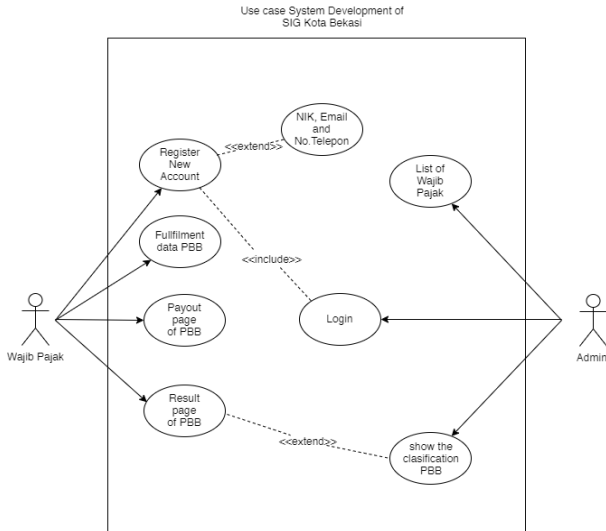 Use case System Development of
SIG Kota Bekasi
NIK, Email
and
No.Telepon
<<extend>>
Register
New
Account
List of
Wajib
Pajak
Fullfilment
data PBB
<<include>>
Payout
page
of PBB
Login
Wajib Pajak
Admin
Result
page
of PBB
<<extend>>
show the
clasification
PBB